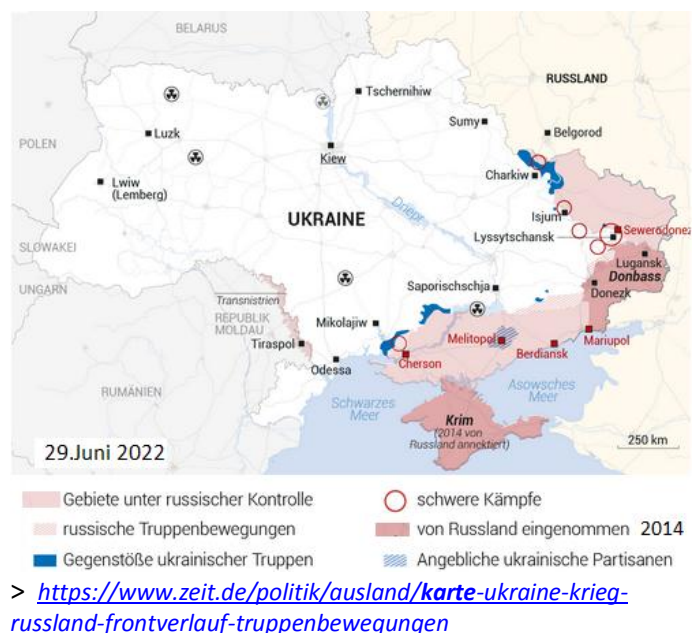 BELARUS
RUSSLAND
Tschernihiw
Sumy
Belgorod
POLEN
Luzk
Kiew
Charkiw
Lwiw
(Lemberg)
Dnepr
Isjum
UKRAINE
Lyssytschansk
Sewerodonez
SLOWAKEI
Lugansk
Donbass
UNGARN
Saporischschja
Donezk
Transnistrien
REPUBLIK
MOLDAU
Mikolajiw
Tiraspol
Melitopol
Mariupol
Cherson
Berdiansk
Odessa
RUMÄNIEN
Schwarzes
Meer
Asowsches
Meer
Krim
(2014 von
Russland annektiert)
29.Juni 2022
250 km
Gebiete unter russischer Kontrolle
schwere Kämpfe
russische Truppenbewegungen
von Russland eingenommen 2014
Gegenstöße ukrainischer Truppen
Angebliche ukrainische Partisanen
> https://www.zeit.de/politik/ausland/karte-ukraine-krieg-
russland-frontverlauf-truppenbewegungen